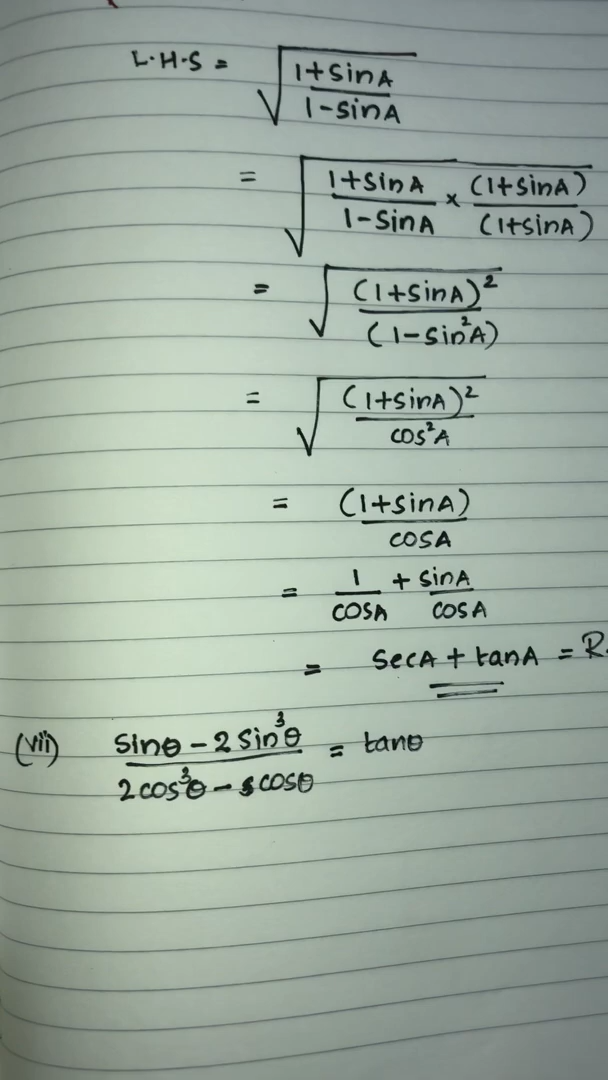 L.H.S = √((1+sinA)/(1-sinA))
= √((1+sinA)/(1-sinA) × (1+sinA)/(1+sinA))
= √((1+sinA)²/(1-sin²A))
= √((1+sinA)²/cos²A)
= (1+sinA)/cosA
= 1/cosA + sinA/cosA
= secA + tanA = R.
(vii) (sinθ - 2sin³θ)/(2cos³θ - cosθ) = tanθ